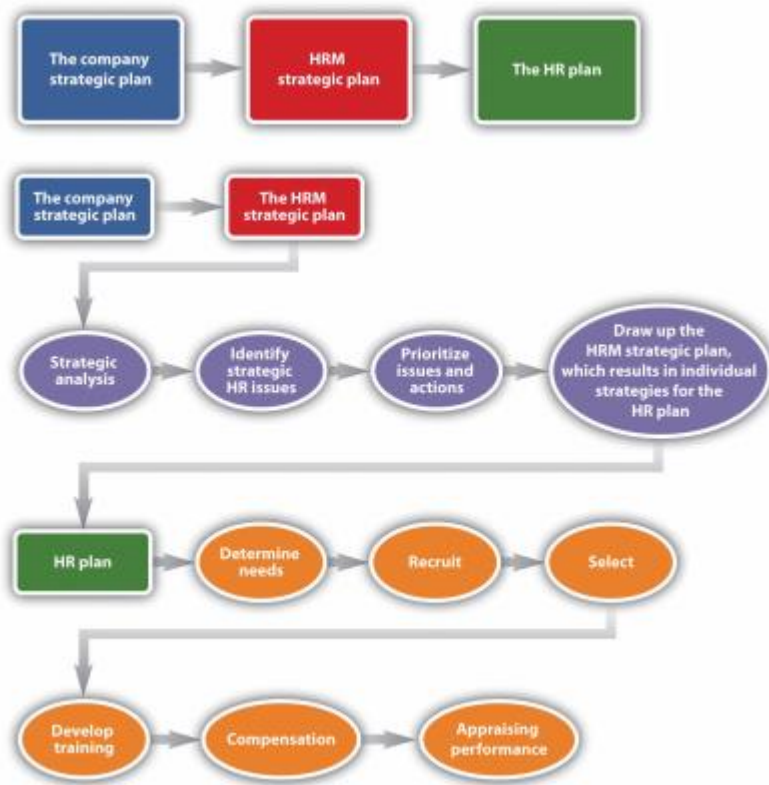 The company
strategic plan
HRM
strategic plan
The HR plan
The company
strategic plan
The HRM
strategic plan
Strategic
analysis
Identify
strategic
HR issues
Prioritize
issues and
actions
Draw up the
HRM strategic plan,
which results in individual
strategies for the
HR plan
HR plan
Determine
needs
Recruit
Select
Develop
training
Compensation
Appraising
performance